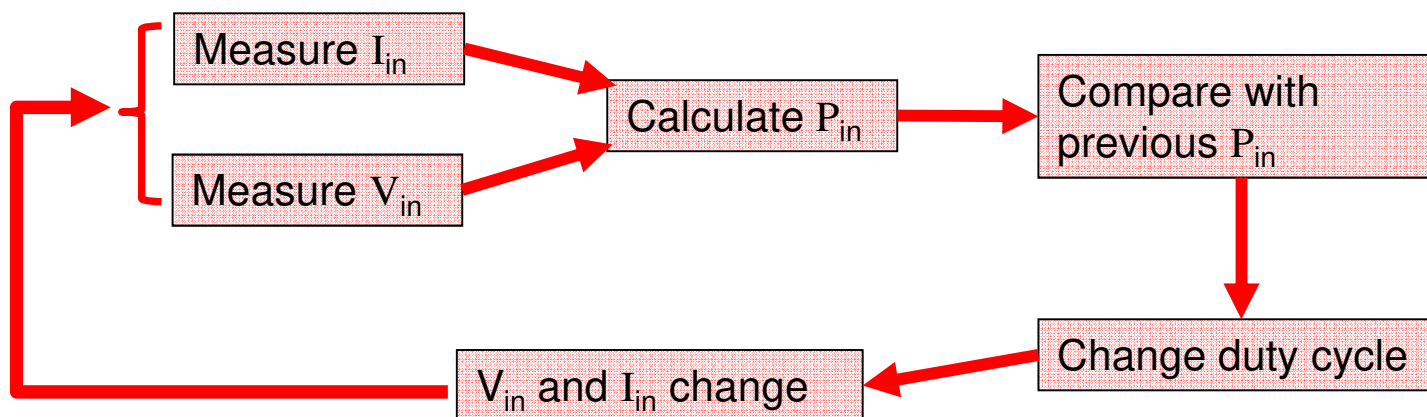 Measure Iin
Calculate Pin
Measure Vin
Compare with
previous Pin
Change duty cycle
Vin and Iin change